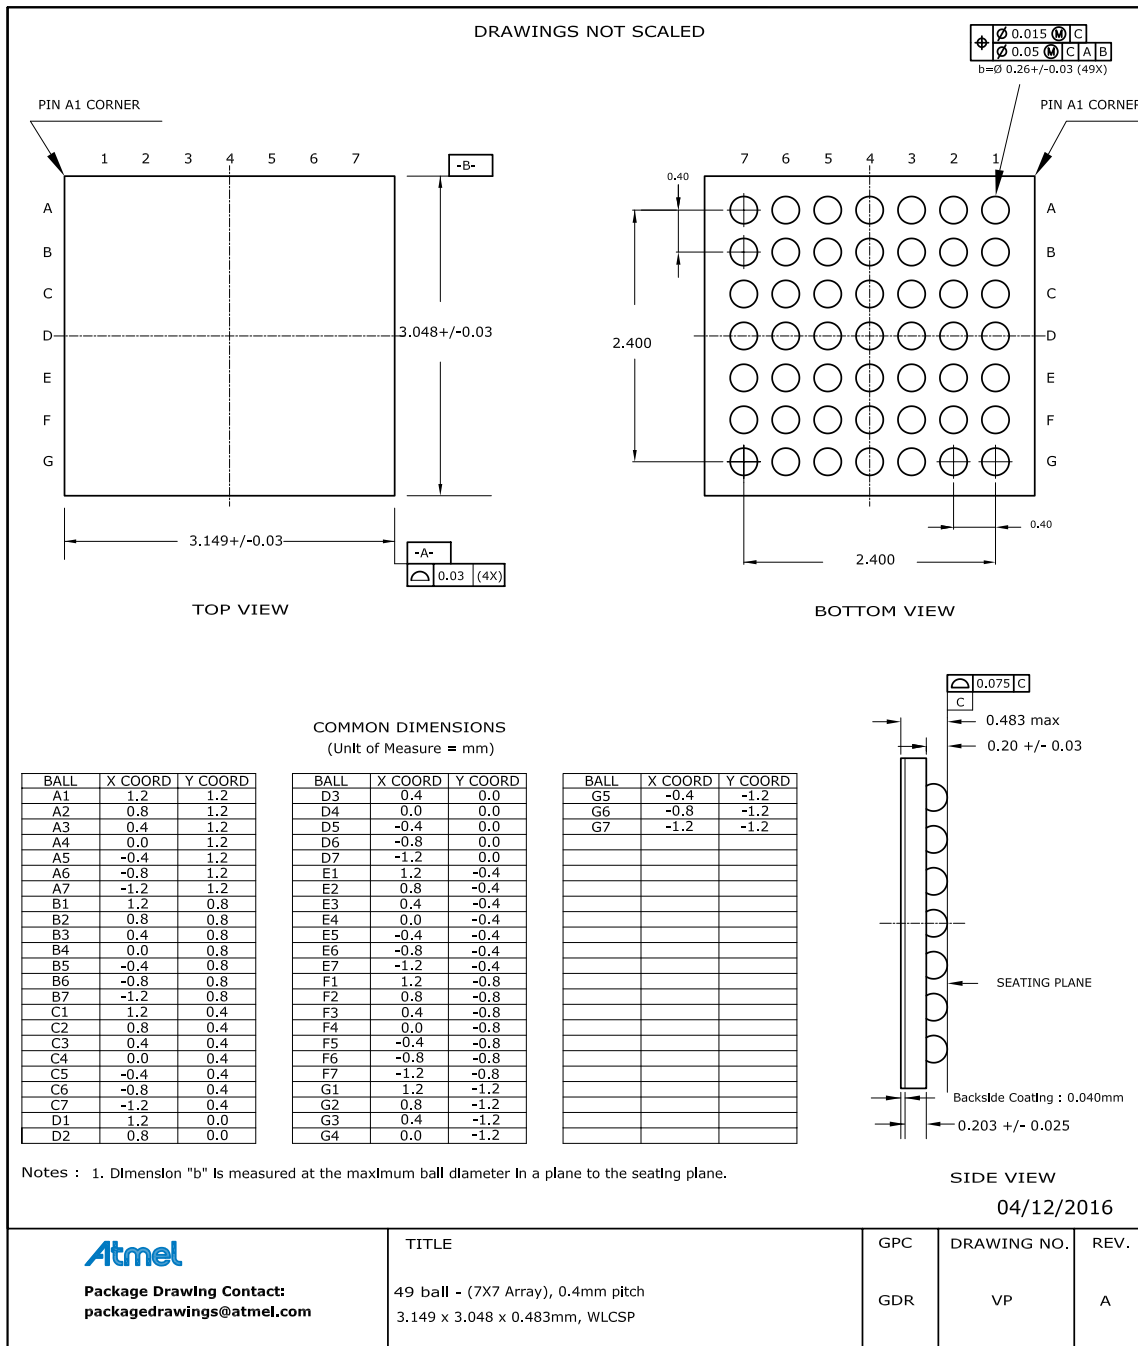 DRAWINGS NOT SCALED
Ø 0.015 Ⓜ C
Ø 0.05 Ⓜ C A B
b=Ø 0.26+/-0.03 (49X)
PIN A1 CORNER
PIN A1 CORNER
1 2 3 4 5 6 7
-B-
A
B
C
D
E
F
G
3.048+/-0.03
3.149+/-0.03
-A-
0.03 (4X)
TOP VIEW
7 6 5 4 3 2 1
0.40
A
B
C
D
E
F
G
2.400
0.40
2.400
BOTTOM VIEW
COMMON DIMENSIONS
(Unit of Measure = mm)
BALL X COORD Y COORD
A1 1.2 1.2
A2 0.8 1.2
A3 0.4 1.2
A4 0.0 1.2
A5 -0.4 1.2
A6 -0.8 1.2
A7 -1.2 1.2
B1 1.2 0.8
B2 0.8 0.8
B3 0.4 0.8
B4 0.0 0.8
B5 -0.4 0.8
B6 -0.8 0.8
B7 -1.2 0.8
C1 1.2 0.4
C2 0.8 0.4
C3 0.4 0.4
C4 0.0 0.4
C5 -0.4 0.4
C6 -0.8 0.4
C7 -1.2 0.4
D1 1.2 0.0
D2 0.8 0.0
BALL X COORD Y COORD
D3 0.4 0.0
D4 0.0 0.0
D5 -0.4 0.0
D6 -0.8 0.0
D7 -1.2 0.0
E1 1.2 -0.4
E2 0.8 -0.4
E3 0.4 -0.4
E4 0.0 -0.4
E5 -0.4 -0.4
E6 -0.8 -0.4
E7 -1.2 -0.4
F1 1.2 -0.8
F2 0.8 -0.8
F3 0.4 -0.8
F4 0.0 -0.8
F5 -0.4 -0.8
F6 -0.8 -0.8
F7 -1.2 -0.8
G1 1.2 -1.2
G2 0.8 -1.2
G3 0.4 -1.2
G4 0.0 -1.2
BALL X COORD Y COORD
G5 -0.4 -1.2
G6 -0.8 -1.2
G7 -1.2 -1.2
0.075 C
C
0.483 max
0.20 +/- 0.03
SEATING PLANE
Backside Coating : 0.040mm
0.203 +/- 0.025
SIDE VIEW
Notes : 1. Dimension "b" is measured at the maximum ball diameter in a plane to the seating plane.
04/12/2016
Atmel
Package Drawing Contact:
packagedrawings@atmel.com
TITLE
49 ball - (7X7 Array), 0.4mm pitch
3.149 x 3.048 x 0.483mm, WLCSP
GPC
GDR
DRAWING NO.
VP
REV.
A